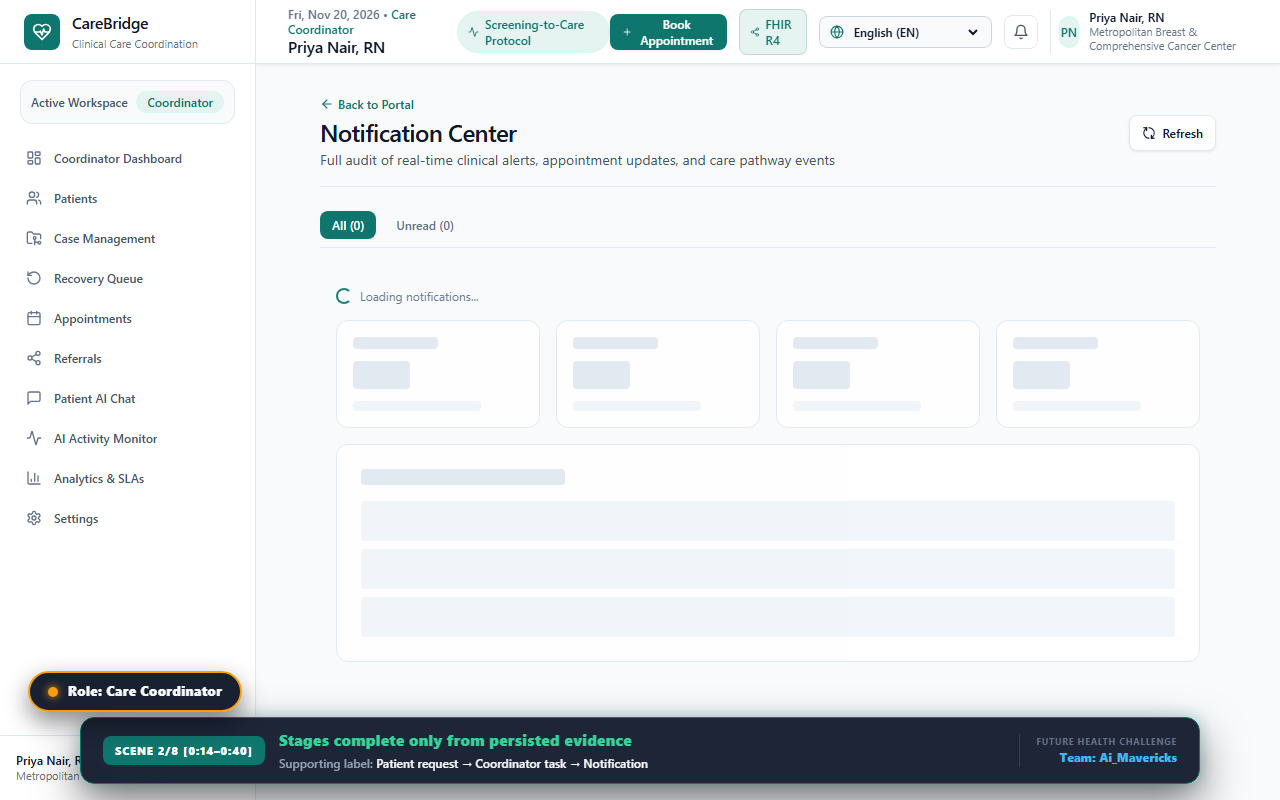 CareBridge
Clinical Care Coordination
Fri, Nov 20, 2026 • Care
Coordinator
Priya Nair, RN
Screening-to-Care
Protocol
+ Book
Appointment
FHIR
R4
English (EN)
PN
Priya Nair, RN
Metropolitan Breast &
Comprehensive Cancer Center
Active Workspace
Coordinator
Coordinator Dashboard
Patients
Case Management
Recovery Queue
Appointments
Referrals
Patient AI Chat
AI Activity Monitor
Analytics & SLAs
Settings
← Back to Portal
Notification Center
Full audit of real-time clinical alerts, appointment updates, and care pathway events
Refresh
All (0)
Unread (0)
Loading notifications...
Role: Care Coordinator
Priya Nair, R
Metropolitan
SCENE 2/8 [0:14–0:40]
Stages complete only from persisted evidence
Supporting label: Patient request → Coordinator task → Notification
FUTURE HEALTH CHALLENGE
Team: Ai_Mavericks